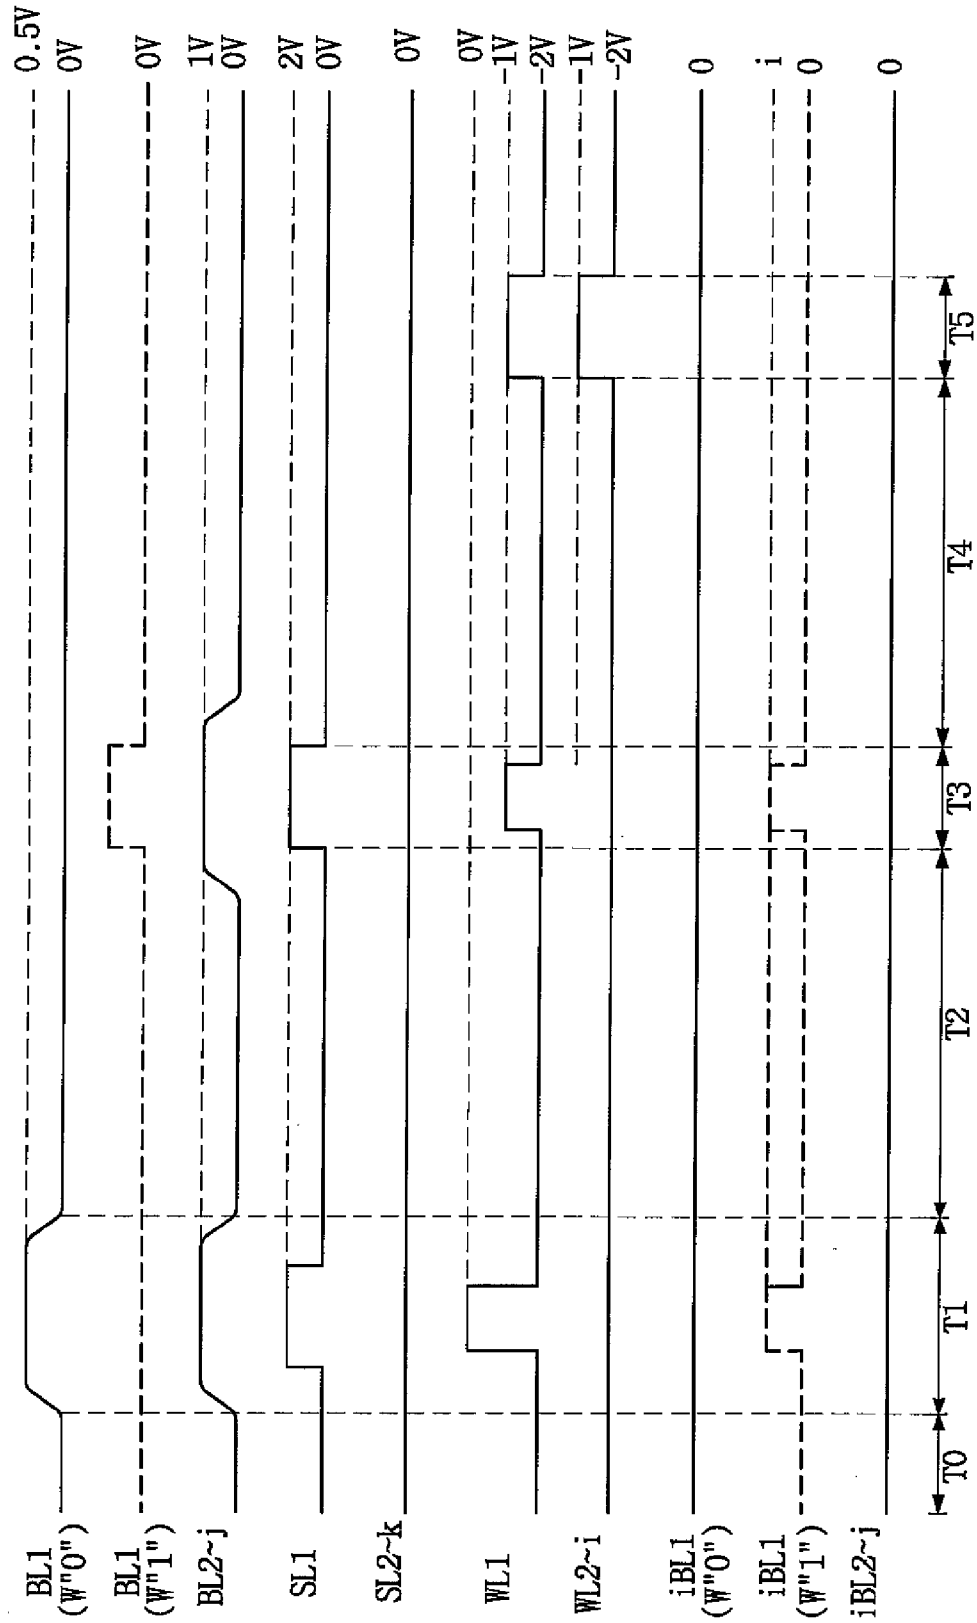 BL1
(W"0")
0.5V
0V
BL1
(W"1")
0V
BL2~j
1V
0V
SL1
2V
0V
SL2~k
0V
WL1
0V
-1V
-2V
WL2~i
-1V
-2V
iBL1
(W"0")
0
iBL1
(W"1")
i
0
iBL2~j
0
T0
T1
T2
T3
T4
T5